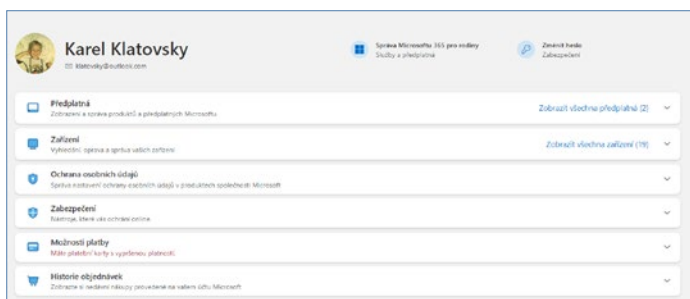 Karel Klatovsky
klatovsky@outlook.com
Správa Microsoftu 365 pro rodiny
Služby a předplatná
Změnit heslo
Zabezpečení
Předplatná
Zobrazení a správa produktů a předplatných Microsoftu
Zobrazit všechna předplatná (2)
Zařízení
Vyhledání, oprava a správa vašich zařízení
Zobrazit všechna zařízení (19)
Ochrana osobních údajů
Správa nastavení ochrany osobních údajů v produktech společnosti Microsoft
Zabezpečení
Nástroje, které vás ochrání online.
Možnosti platby
Máte platební karty s vypršenou platností.
Historie objednávek
Zobrazte si nedávné nákupy provedené na vašem účtu Microsoft